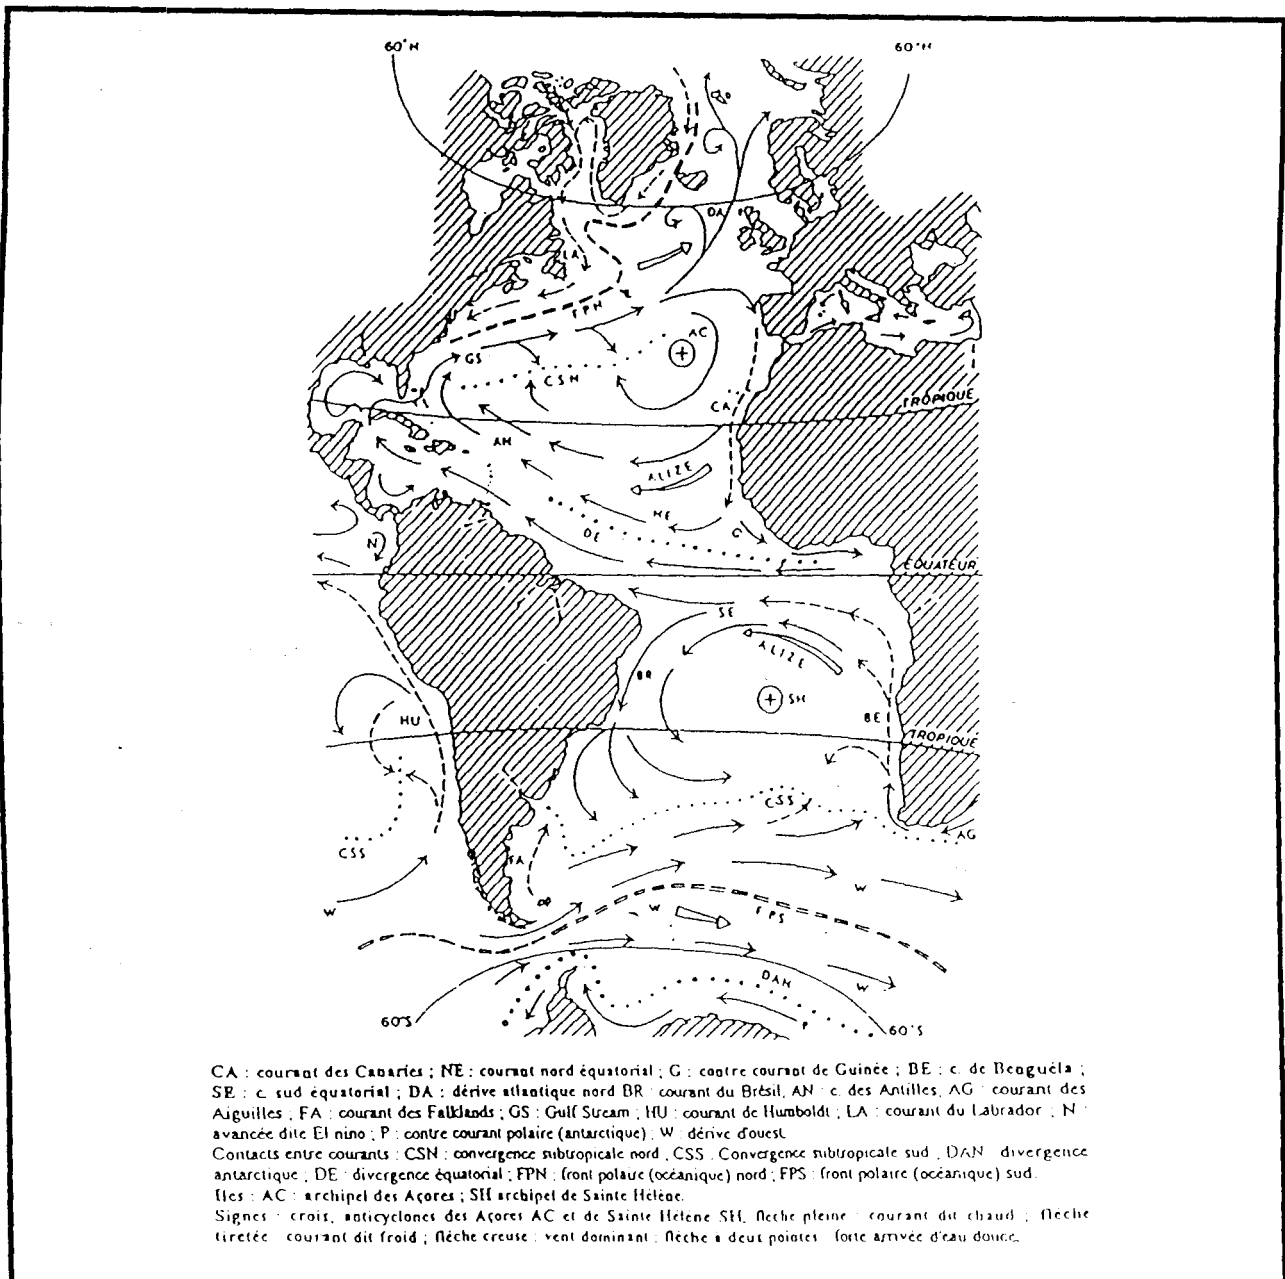 60°N 60°N
DA
LA
FPN
AC
GS
CSN
CA TROPIQUE
AN
ALIZE
NE
DE G
N ÉQUATEUR
SE
ALIZE
BR
SH
HU BE
TROPIQUE
CSS
CSS AG
FA
W
W W FPS
DAN
W
60°S 60°S
CA : courant des Canaries ; NE : courant nord équatorial ; G : contre courant de Guinée ; BE : c. de Benguéla ;
SE : c. sud équatorial ; DA : dérive atlantique nord BR : courant du Brésil, AN : c. des Antilles, AG : courant des
Aiguilles ; FA : courant des Falklands ; GS : Gulf Stream ; HU : courant de Humboldt ; LA : courant du Labrador ; N :
avancée dite El nino ; P : contre courant polaire (antarctique) ; W : dérive d'ouest
Contacts entre courants : CSN : convergence subtropicale nord , CSS : Convergence subtropicale sud , DAN : divergence
antarctique ; DE : divergence équatorial ; FPN : front polaire (océanique) nord ; FPS : front polaire (océanique) sud.
Iles : AC : archipel des Açores ; SH archipel de Sainte Hélène.
Signes : crois, anticyclones des Açores AC et de Sainte Hélène SH, flèche pleine : courant dit chaud ; flèche
tiretée : courant dit froid ; flèche creuse : vent dominant ; flèche à deux pointes : forte arrivée d'eau douce.